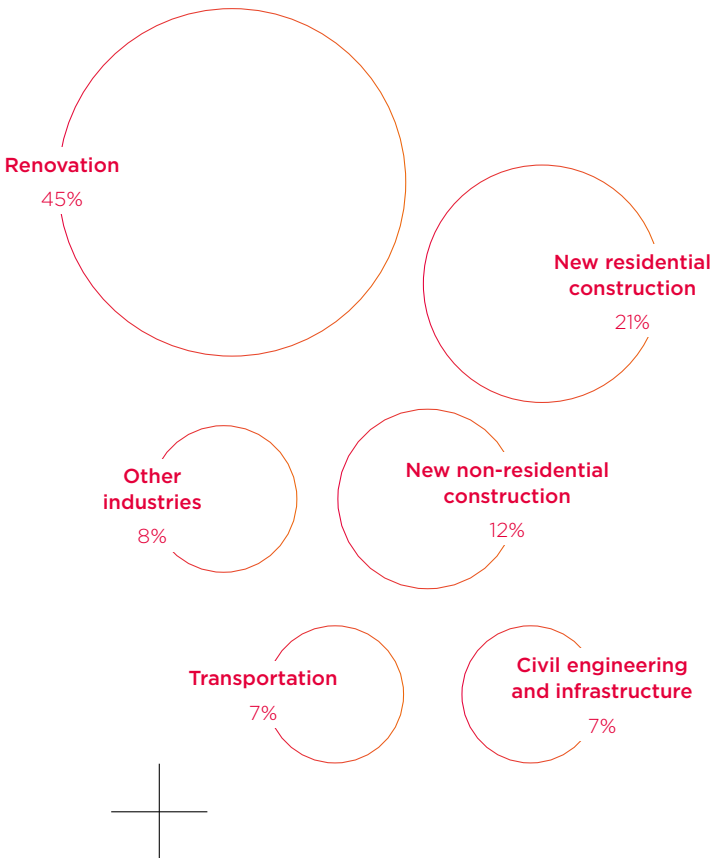 Renovation
45%
New residential
construction
21%
Other
industries
8%
New non-residential
construction
12%
Transportation
7%
Civil engineering
and infrastructure
7%